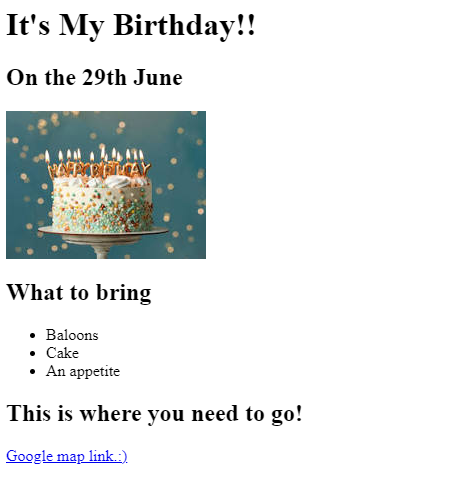 It's My Birthday!!
On the 29th June
HAPPY BIRTHDAY
What to bring
Baloons
Cake
An appetite
This is where you need to go!
Google map link.:)